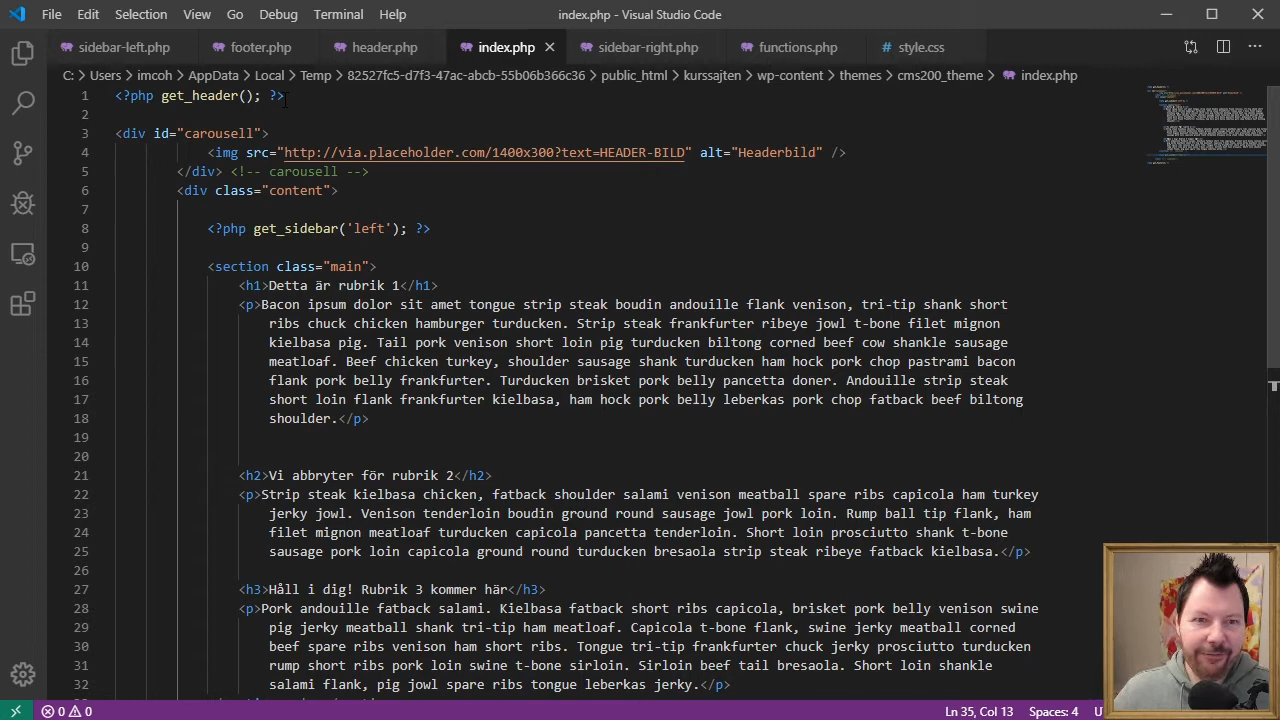 File Edit Selection View Go Debug Terminal Help index.php - Visual Studio Code
sidebar-left.php footer.php header.php index.php sidebar-right.php functions.php style.css
C: > Users > imcoh > AppData > Local > Temp > 82527fc5-d7f3-47ac-abcb-55b06b366c36 > public_html > kurssajten > wp-content > themes > cms200_theme > index.php
1 <?php get_header(); ?>
2
3 <div id="carousell">
4 <img src="http://via.placeholder.com/1400x300?text=HEADER-BILD" alt="Headerbild" />
5 </div> <!-- carousell -->
6 <div class="content">
7
8 <?php get_sidebar('left'); ?>
9
10 <section class="main">
11 <h1>Detta är rubrik 1</h1>
12 <p>Bacon ipsum dolor sit amet tongue strip steak boudin andouille flank venison, tri-tip shank short
13 ribs chuck chicken hamburger turducken. Strip steak frankfurter ribeye jowl t-bone filet mignon
14 kielbasa pig. Tail pork venison short loin pig turducken biltong corned beef cow shankle sausage
15 meatloaf. Beef chicken turkey, shoulder sausage shank turducken ham hock pork chop pastrami bacon
16 flank pork belly frankfurter. Turducken brisket pork belly pancetta doner. Andouille strip steak
17 short loin flank frankfurter kielbasa, ham hock pork belly leberkas pork chop fatback beef biltong
18 shoulder.</p>
19
20
21 <h2>Vi abbryter för rubrik 2</h2>
22 <p>Strip steak kielbasa chicken, fatback shoulder salami venison meatball spare ribs capicola ham turkey
23 jerky jowl. Venison tenderloin boudin ground round sausage jowl pork loin. Rump ball tip flank, ham
24 filet mignon meatloaf turducken capicola pancetta tenderloin. Short loin prosciutto shank t-bone
25 sausage pork loin capicola ground round turducken bresaola strip steak ribeye fatback kielbasa.</p>
26
27 <h3>Håll i dig! Rubrik 3 kommer här</h3>
28 <p>Pork andouille fatback salami. Kielbasa fatback short ribs capicola, brisket pork belly venison swine
29 pig jerky meatball shank tri-tip ham meatloaf. Capicola t-bone flank, swine jerky meatball corned
30 beef spare ribs venison ham short ribs. Tongue tri-tip frankfurter chuck jerky prosciutto turducken
31 rump short ribs pork loin swine t-bone sirloin. Sirloin beef tail bresaola. Short loin shankle
32 salami flank, pig jowl spare ribs tongue leberkas jerky.</p>
0 0 Ln 35, Col 13 Spaces: 4